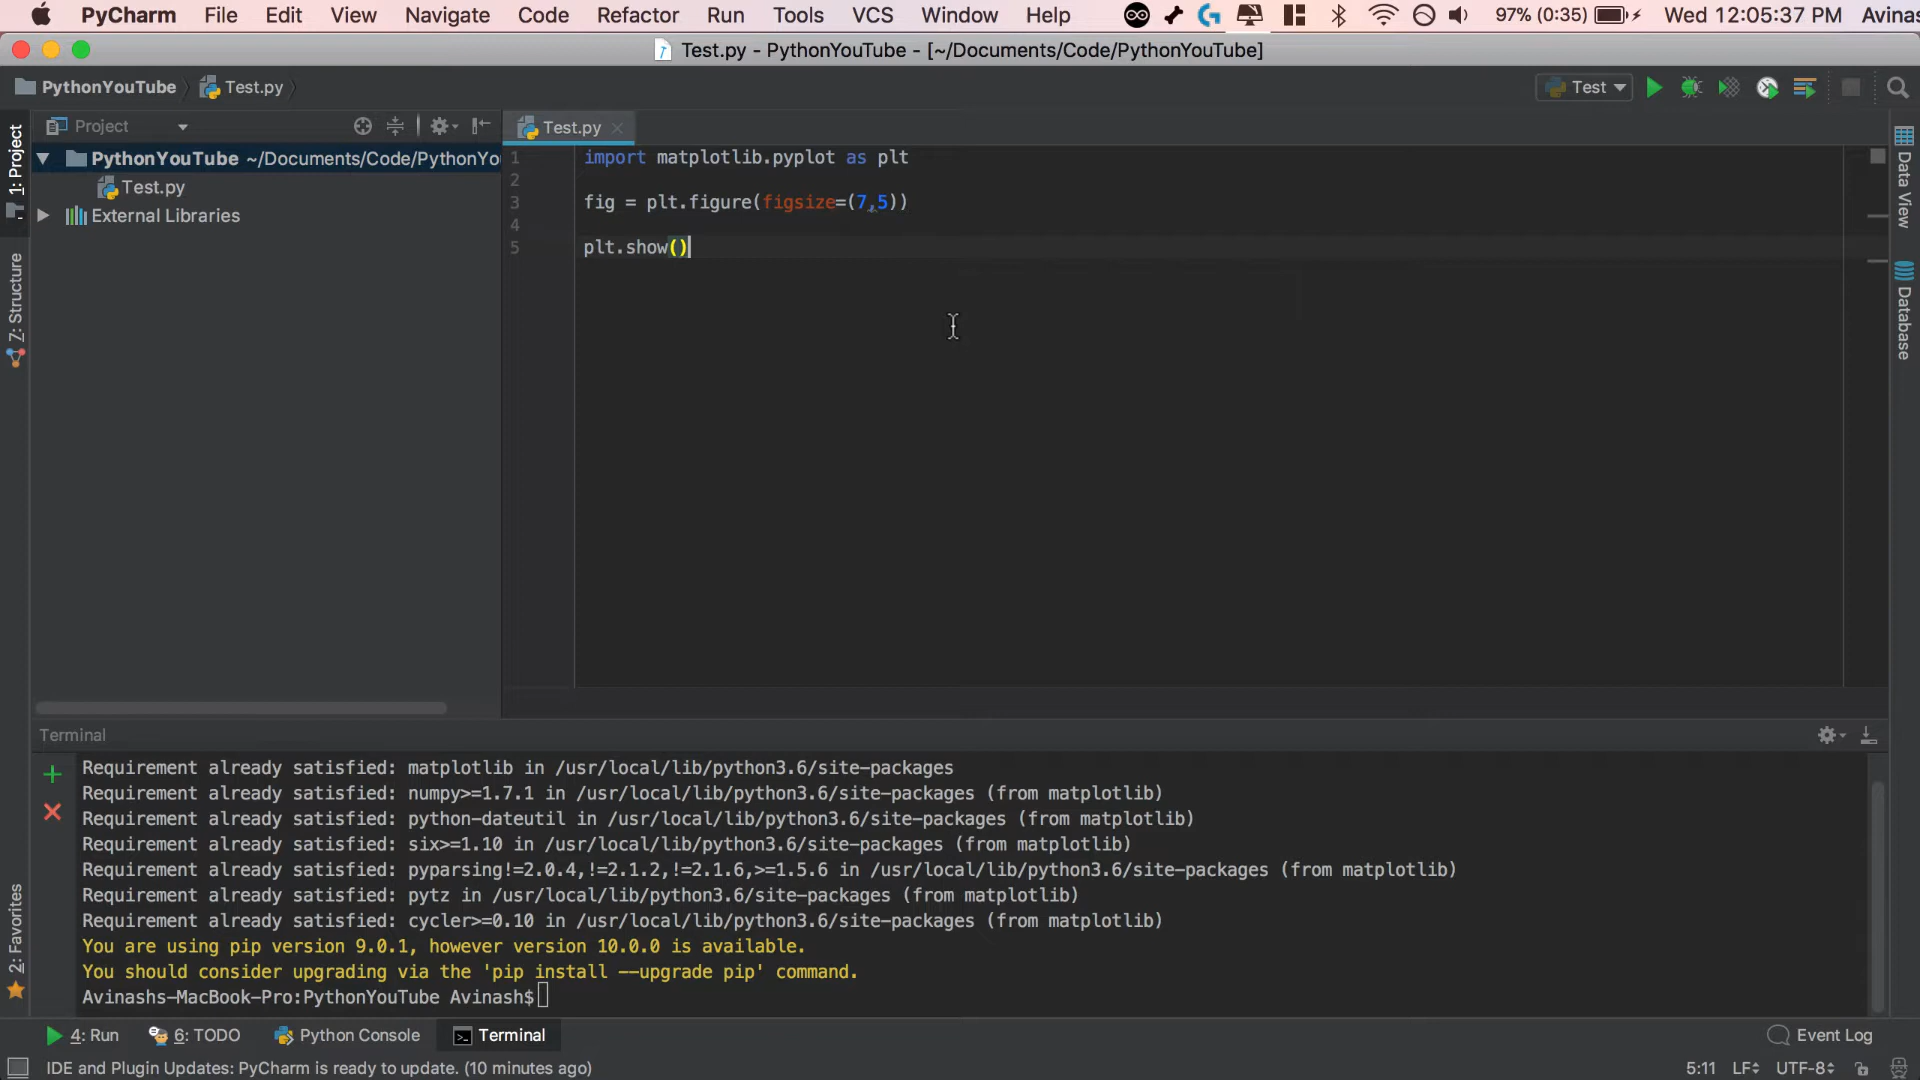 PyCharm File Edit View Navigate Code Refactor Run Tools VCS Window Help 97% (0:35) Wed 12:05:37 PM Avinas
Test.py - PythonYouTube - [~/Documents/Code/PythonYouTube]
PythonYouTube Test.py Test
Project
Test.py
1: Project
PythonYouTube ~/Documents/Code/PythonYo
Test.py
External Libraries
Z: Structure
2: Favorites
1 import matplotlib.pyplot as plt
2
3 fig = plt.figure(figsize=(7,5))
4
5 plt.show()
Data View
Database
Terminal
Requirement already satisfied: matplotlib in /usr/local/lib/python3.6/site-packages
Requirement already satisfied: numpy>=1.7.1 in /usr/local/lib/python3.6/site-packages (from matplotlib)
Requirement already satisfied: python-dateutil in /usr/local/lib/python3.6/site-packages (from matplotlib)
Requirement already satisfied: six>=1.10 in /usr/local/lib/python3.6/site-packages (from matplotlib)
Requirement already satisfied: pyparsing!=2.0.4,!=2.1.2,!=2.1.6,>=1.5.6 in /usr/local/lib/python3.6/site-packages (from matplotlib)
Requirement already satisfied: pytz in /usr/local/lib/python3.6/site-packages (from matplotlib)
Requirement already satisfied: cycler>=0.10 in /usr/local/lib/python3.6/site-packages (from matplotlib)
You are using pip version 9.0.1, however version 10.0.0 is available.
You should consider upgrading via the 'pip install --upgrade pip' command.
Avinashs-MacBook-Pro:PythonYouTube Avinash$
4: Run 6: TODO Python Console Terminal Event Log
IDE and Plugin Updates: PyCharm is ready to update. (10 minutes ago) 5:11 LF UTF-8